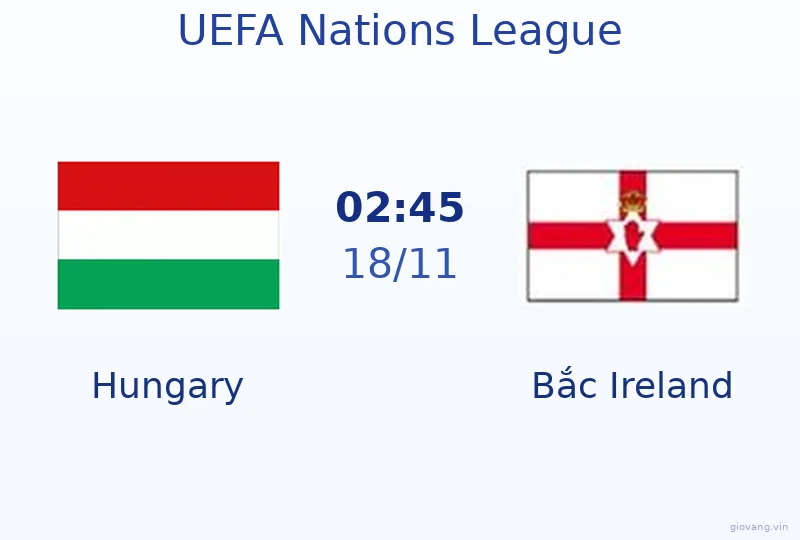 UEFA Nations League
02:45
18/11
Hungary
Bắc Ireland
giovang.vin